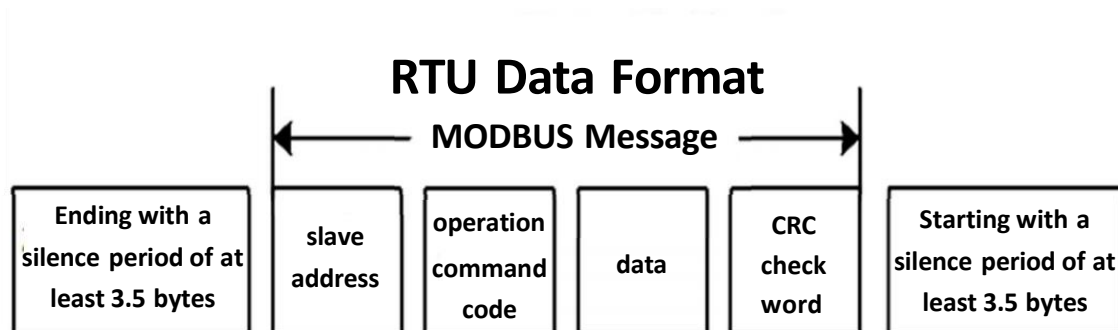 RTU Data Format
MODBUS Message
Ending with a
silence period of at
least 3.5 bytes
slave
address
operation
command
code
data
CRC
check
word
Starting with a
silence period of at
least 3.5 bytes